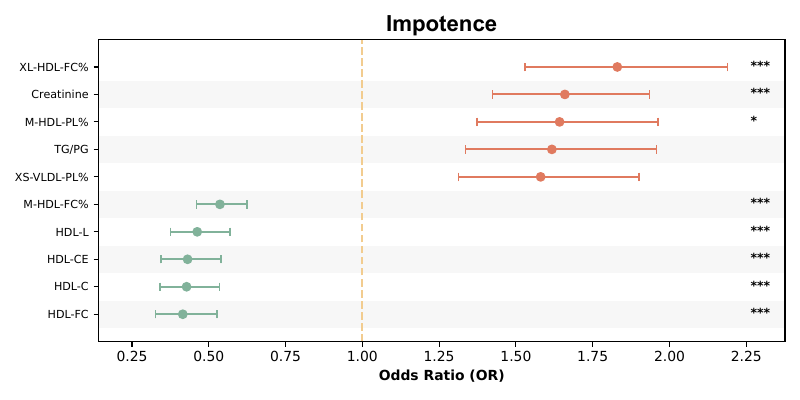 Impotence
XL-HDL-FC% ***
Creatinine ***
M-HDL-PL% *
TG/PG
XS-VLDL-PL%
M-HDL-FC% ***
HDL-L ***
HDL-CE ***
HDL-C ***
HDL-FC ***
0.25 0.50 0.75 1.00 1.25 1.50 1.75 2.00 2.25
Odds Ratio (OR)